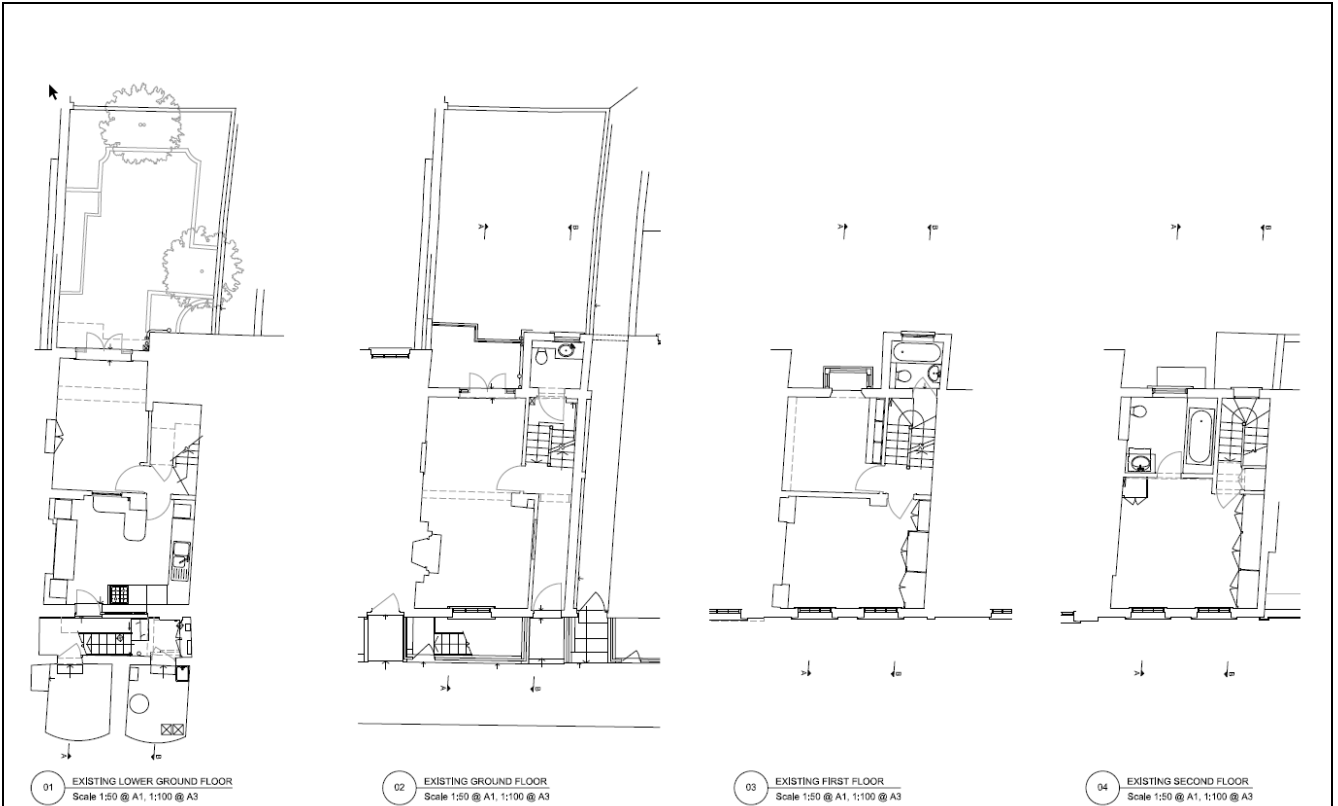 A
B
A
B
A
B
A
B
A
B
A
B
A
B
01
EXISTING LOWER GROUND FLOOR
Scale 1:50 @ A1, 1:100 @ A3
02
EXISTING GROUND FLOOR
Scale 1:50 @ A1, 1:100 @ A3
03
EXISTING FIRST FLOOR
Scale 1:50 @ A1, 1:100 @ A3
04
EXISTING SECOND FLOOR
Scale 1:50 @ A1, 1:100 @ A3